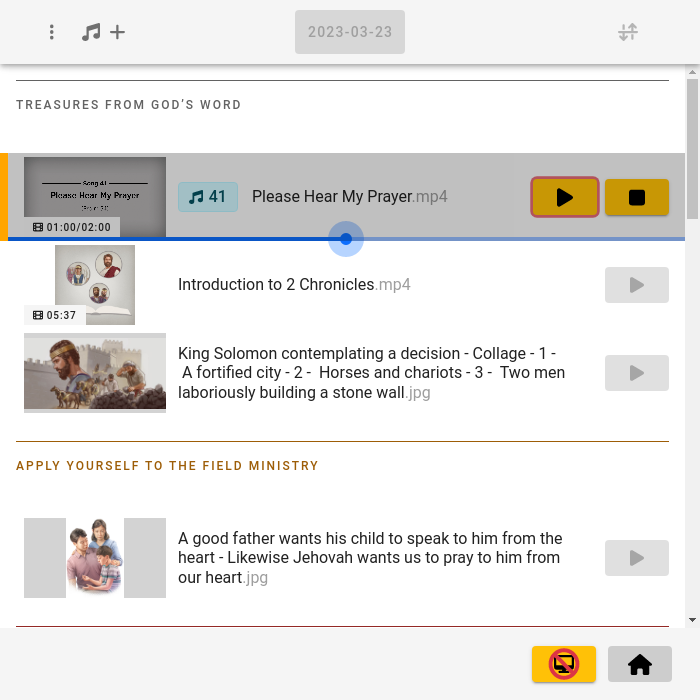 2023-03-23
TREASURES FROM GOD'S WORD
Song 41
Please Hear My Prayer
01:00/02:00
41
Please Hear My Prayer.mp4
05:37
Introduction to 2 Chronicles.mp4
King Solomon contemplating a decision - Collage - 1 -
A fortified city - 2 - Horses and chariots - 3 - Two men
laboriously building a stone wall.jpg
APPLY YOURSELF TO THE FIELD MINISTRY
A good father wants his child to speak to him from the
heart - Likewise Jehovah wants us to pray to him from
our heart.jpg